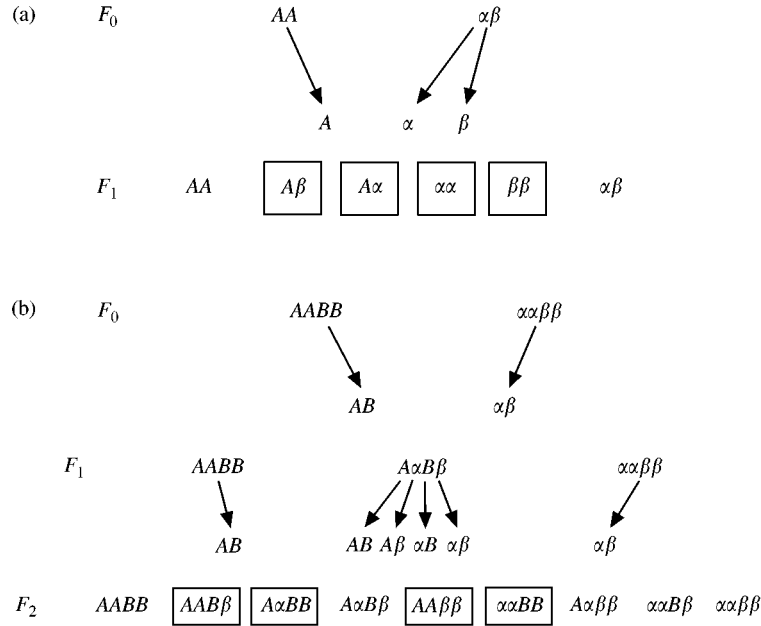 (a) F₀ AA αβ
A α β
F₁ AA Aβ Aα αα ββ αβ
(b) F₀ AABB ααββ
AB αβ
F₁ AABB AαBβ ααββ
AB AB Aβ αB αβ αβ
F₂ AABB AABβ AαBB AαBβ AAββ ααBB Aαββ ααBβ ααββ